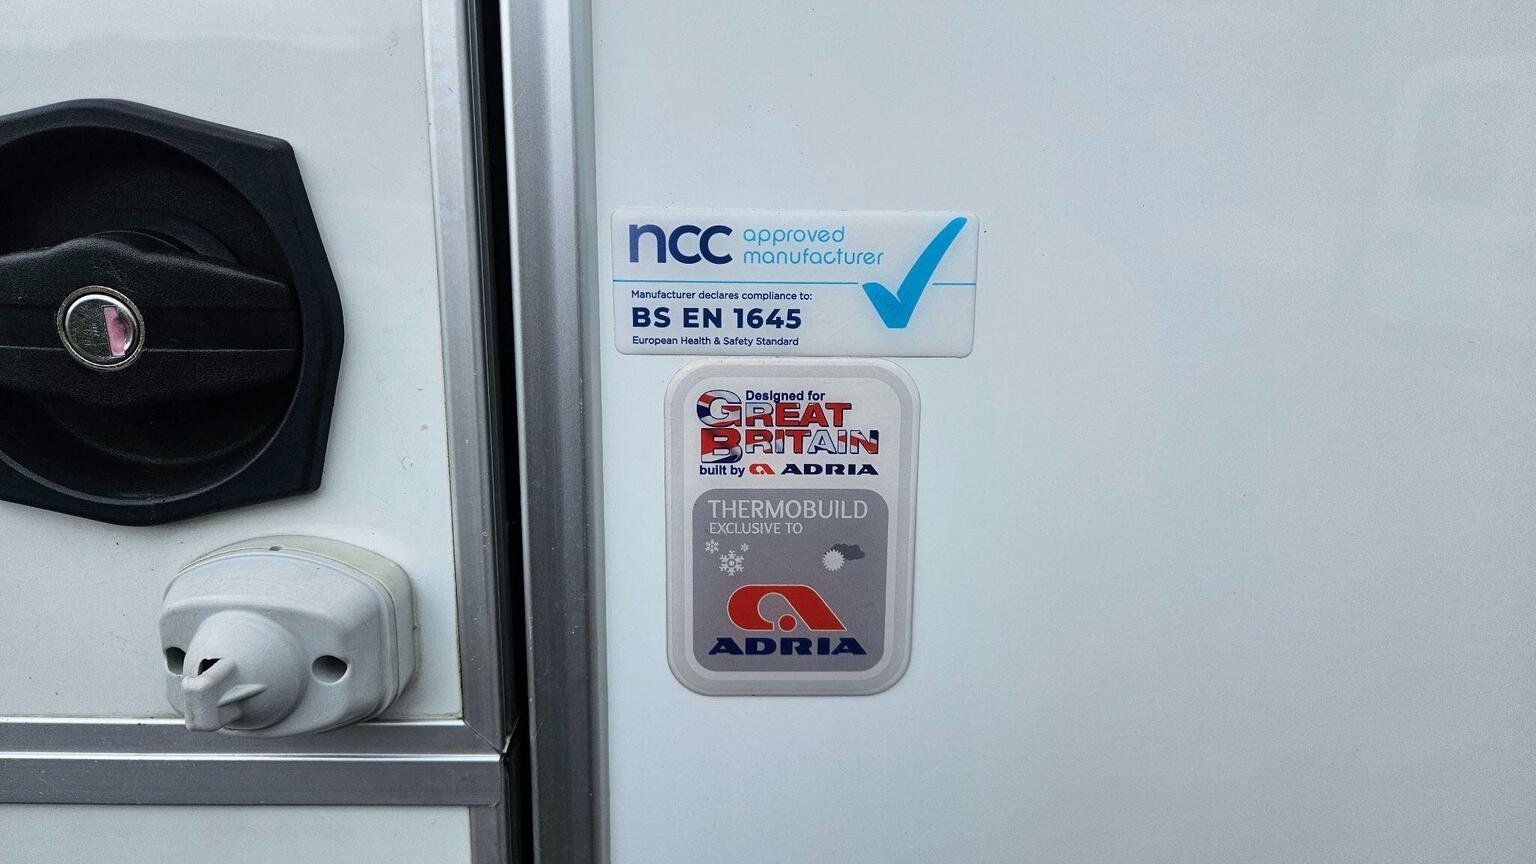 ncc approved
manufacturer
Manufacturer declares compliance to:
BS EN 1645
European Health & Safety Standard
Designed for
GREAT
BRITAIN
built by ADRIA
THERMOBUILD
EXCLUSIVE TO
ADRIA